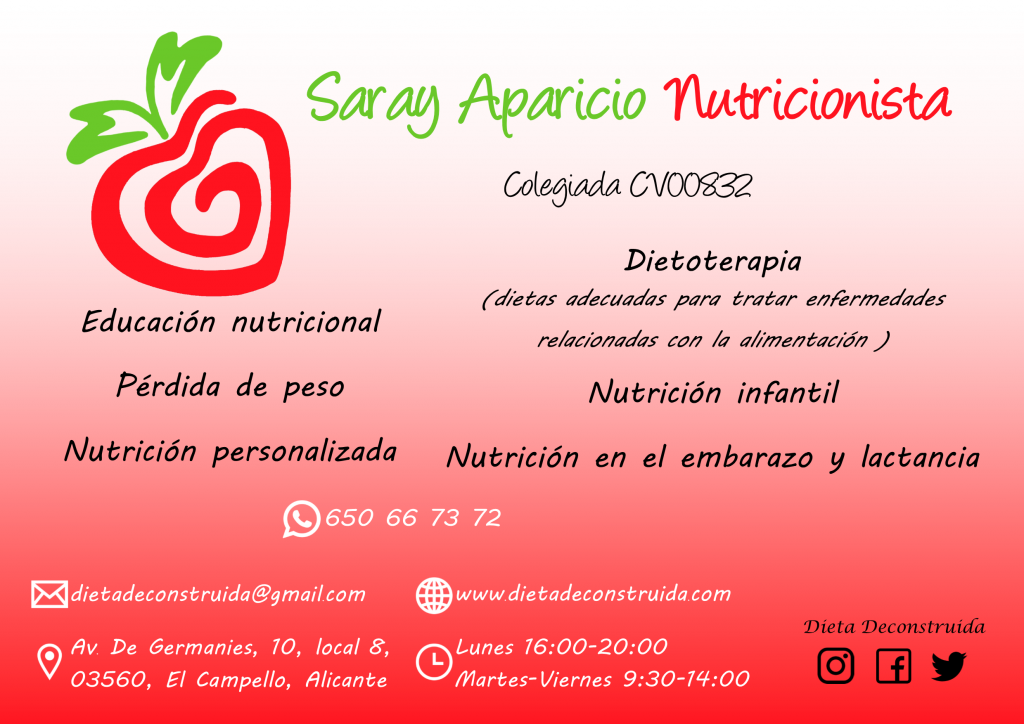 Saray Aparicio Nutricionista
Colegiada CV00832
Educación nutricional
Pérdida de peso
Nutrición personalizada
Dietoterapia
(dietas adecuadas para tratar enfermedades
relacionadas con la alimentación )
Nutrición infantil
Nutrición en el embarazo y lactancia
650 66 73 72
dietadeconstruida@gmail.com
www.dietadeconstruida.com
Av. De Germanies, 10, local 8,
03560, El Campello, Alicante
Lunes 16:00-20:00
Martes-Viernes 9:30-14:00
Dieta Deconstruida